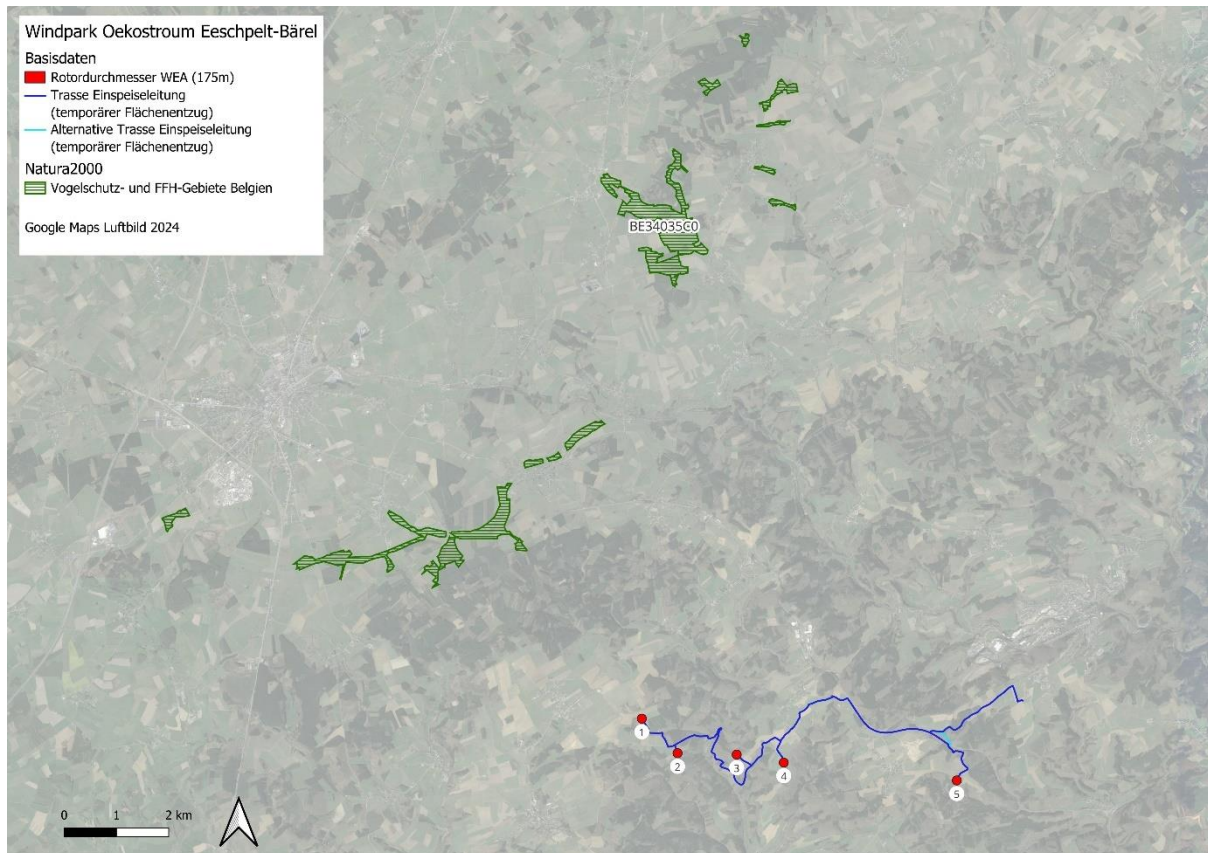 Windpark Oekostroum Eeschpelt-Bärel
Basisdaten
Rotordurchmesser WEA (175m)
Trasse Einspeiseleitung
(temporärer Flächenentzug)
Alternative Trasse Einspeiseleitung
(temporärer Flächenentzug)
Natura2000
Vogelschutz- und FFH-Gebiete Belgien
Google Maps Luftbild 2024
BE34035C0
1
2
3
4
5
0 1 2 km